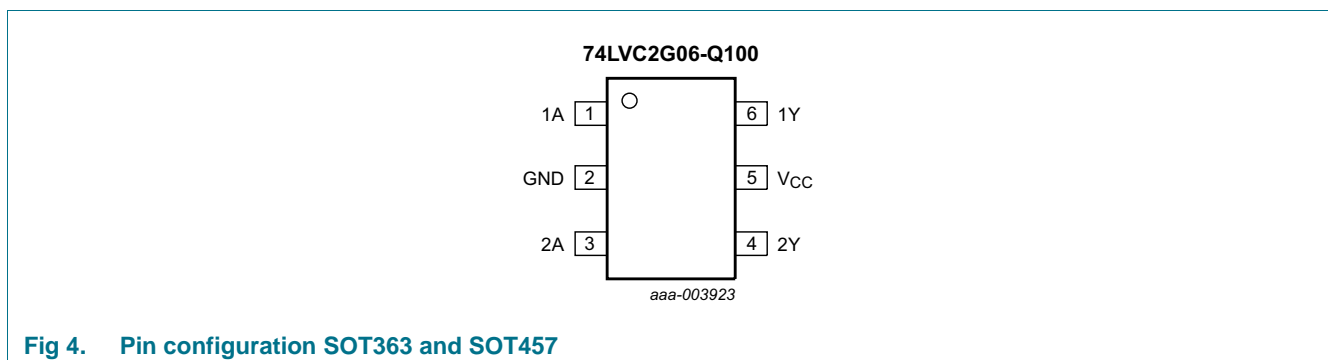 74LVC2G06-Q100
1A 1 6 1Y
GND 2 5 VCC
2A 3 4 2Y
aaa-003923
Fig 4. Pin configuration SOT363 and SOT457